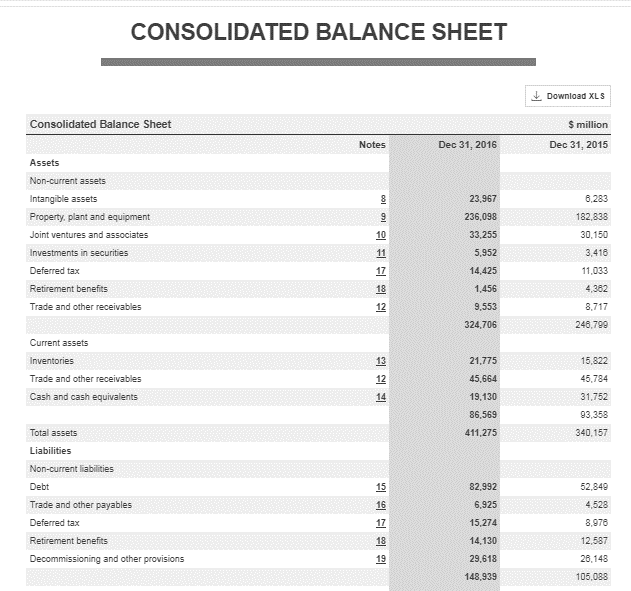 CONSOLIDATED BALANCE SHEET
Download XLS
Consolidated Balance Sheet $ million
Notes Dec 31, 2016 Dec 31, 2015
Assets
Non-current assets
Intangible assets 8 23,967 6,283
Property, plant and equipment 9 236,098 182,838
Joint ventures and associates 10 33,255 30,150
Investments in securities 11 5,952 3,416
Deferred tax 17 14,425 11,033
Retirement benefits 18 1,456 4,362
Trade and other receivables 12 9,553 8,717
324,706 246,799
Current assets
Inventories 13 21,775 15,822
Trade and other receivables 12 45,664 45,784
Cash and cash equivalents 14 19,130 31,752
86,569 93,358
Total assets 411,275 340,157
Liabilities
Non-current liabilities
Debt 15 82,992 52,849
Trade and other payables 16 6,925 4,528
Deferred tax 17 15,274 8,976
Retirement benefits 18 14,130 12,587
Decommissioning and other provisions 19 29,618 26,148
148,939 105,088